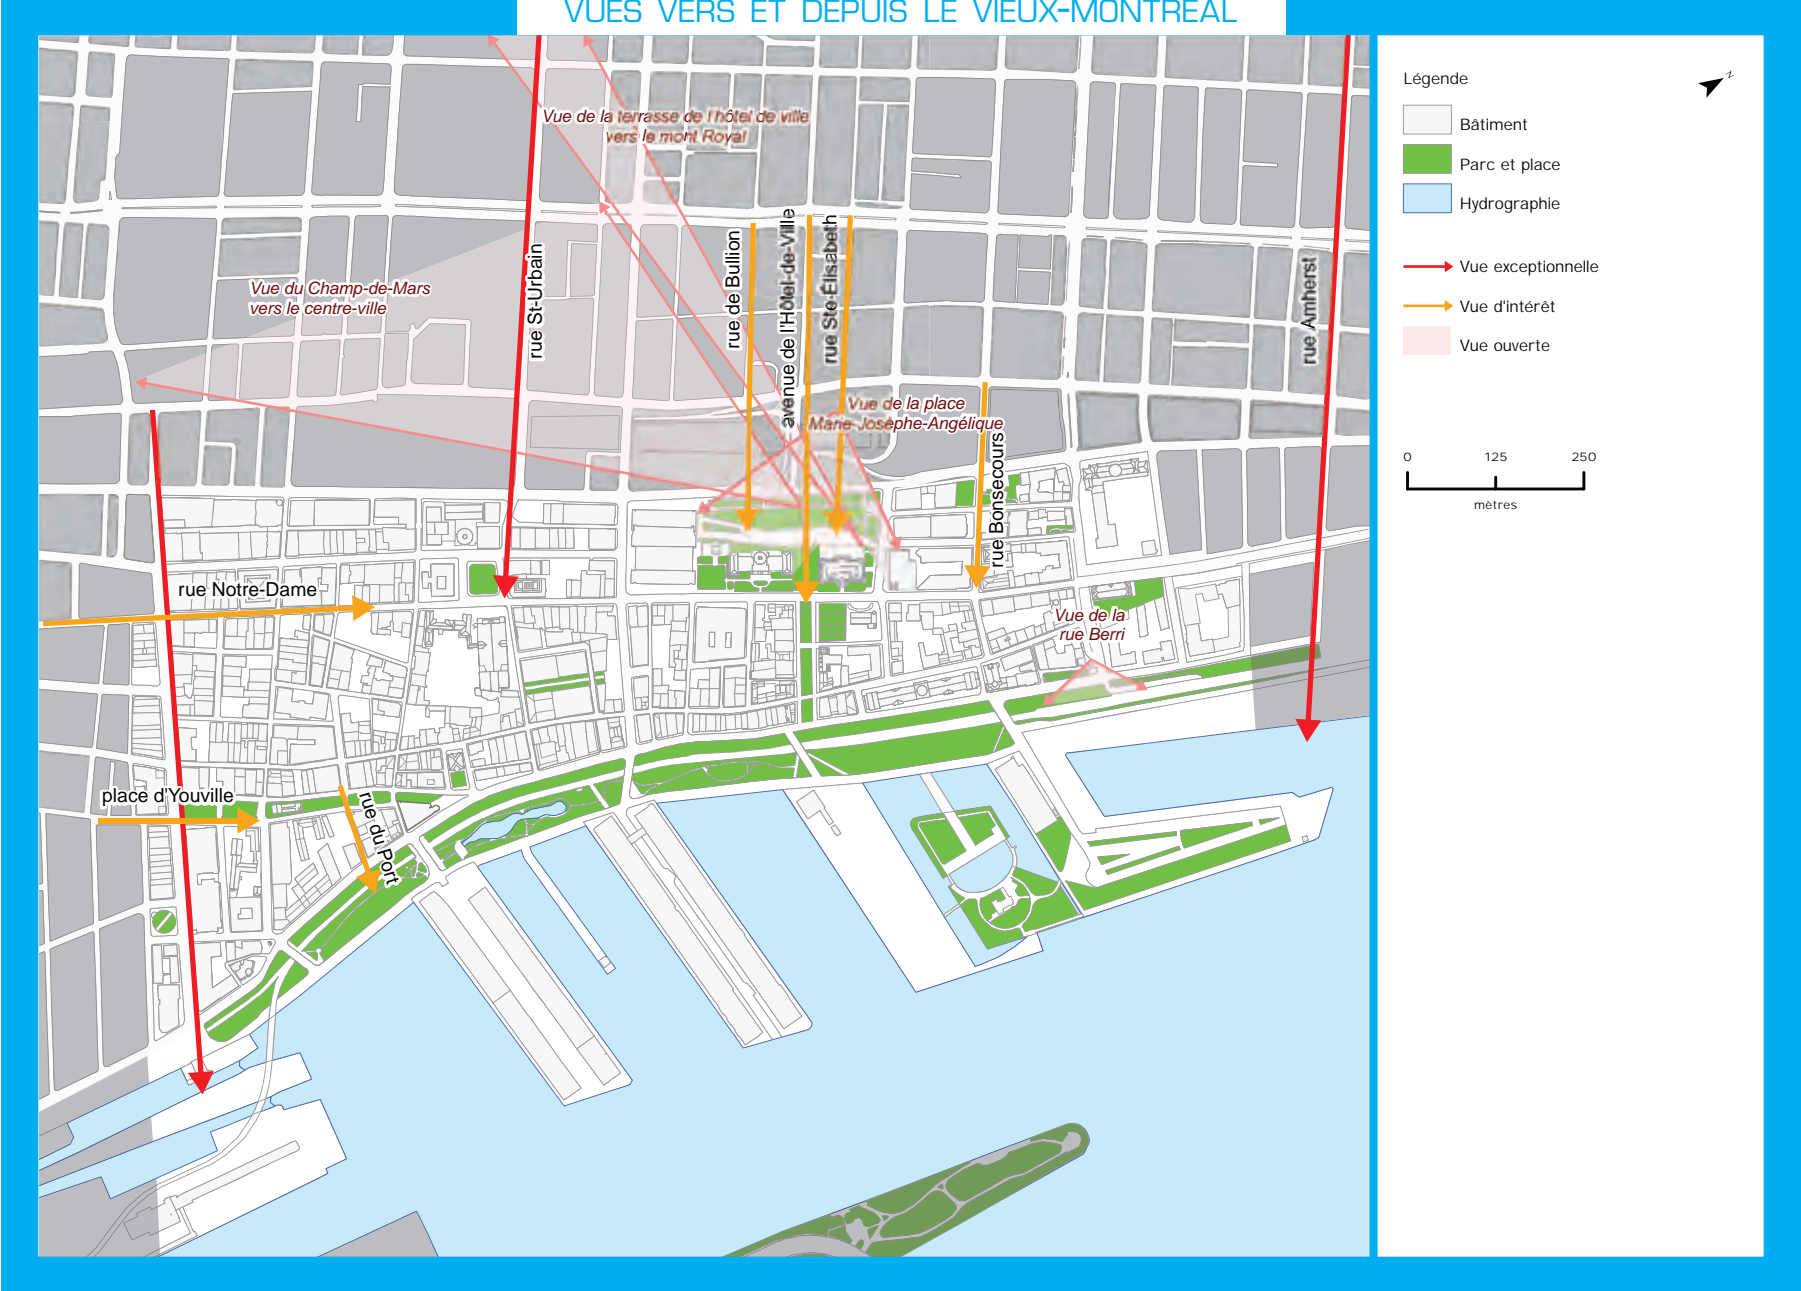 VUES VERS ET DEPUIS LE VIEUX-MONTRÉAL
Vue de la terrasse de l'hôtel de ville
vers le mont Royal
Vue du Champ-de-Mars
vers le centre-ville
rue St-Urbain
rue de Bullion
avenue de l'Hôtel-de-Ville
rue Ste-Élisabeth
rue Amherst
Vue de la place
Marie-Josèphe-Angélique
rue Bonsecours
rue Notre-Dame
Vue de la
rue Berri
place d'Youville
rue du Port
Légende
N
Bâtiment
Parc et place
Hydrographie
Vue exceptionnelle
Vue d'intérêt
Vue ouverte
0 125 250
mètres